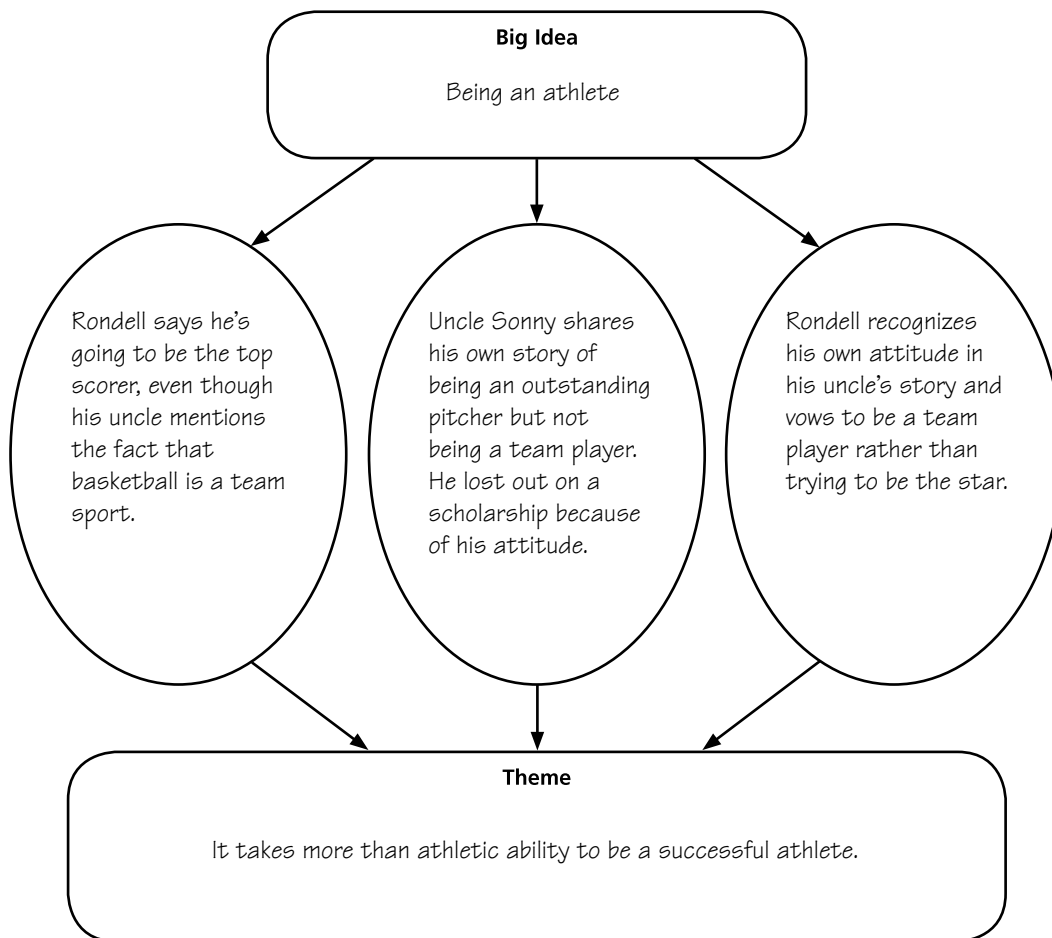 Big Idea
Being an athlete
Rondell says he's
going to be the top
scorer, even though
his uncle mentions
the fact that
basketball is a team
sport.
Uncle Sonny shares
his own story of
being an outstanding
pitcher but not
being a team player.
He lost out on a
scholarship because
of his attitude.
Rondell recognizes
his own attitude in
his uncle's story and
vows to be a team
player rather than
trying to be the star.
Theme
It takes more than athletic ability to be a successful athlete.